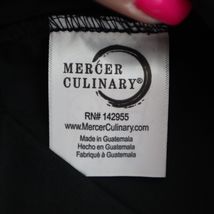 MERCER
CULINARY®
RN# 142955
www.MercerCulinary.com
Made in Guatemala
Hecho en Guatemala
Fabriqué à Guatemala